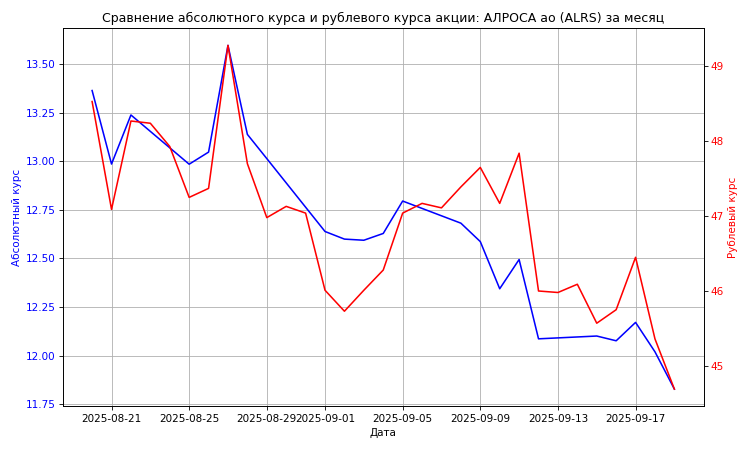 Сравнение абсолютного курса и рублевого курса акции: АЛРОСА ао (ALRS) за месяц
13.50
13.25
13.00
12.75
12.50
12.25
12.00
11.75
Абсолютный курс
49
48
47
46
45
Рублевый курс
2025-08-21 2025-08-25 2025-08-29 2025-09-01 2025-09-05 2025-09-09 2025-09-13 2025-09-17
Дата